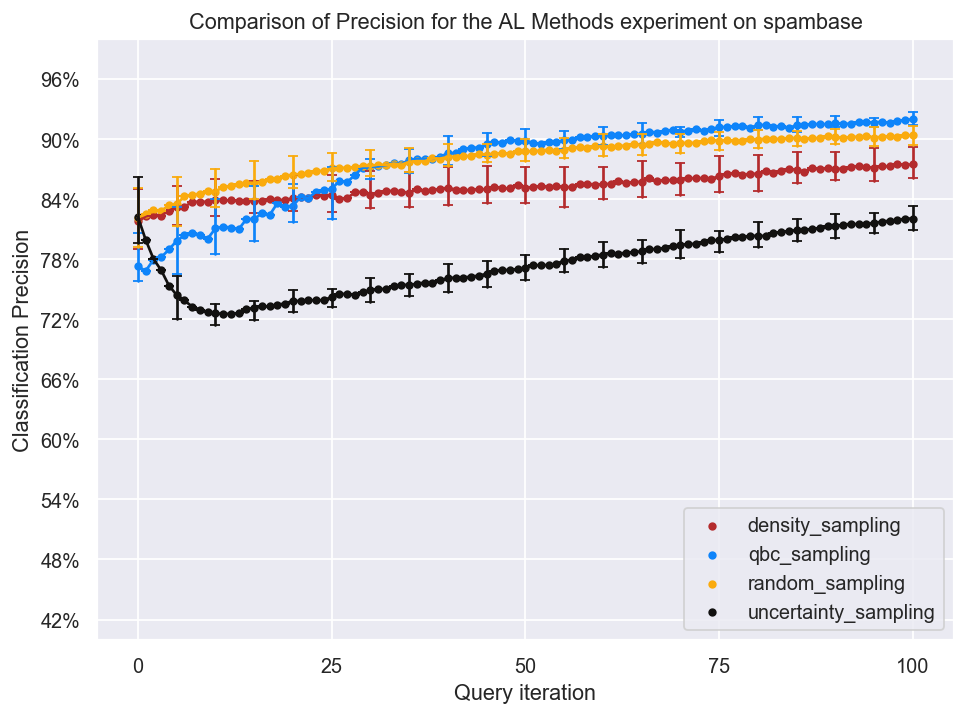 Comparison of Precision for the AL Methods experiment on spambase
96%
90%
84%
78%
72%
66%
60%
54%
48%
42%
Classification Precision
density_sampling
qbc_sampling
random_sampling
uncertainty_sampling
0 25 50 75 100
Query iteration